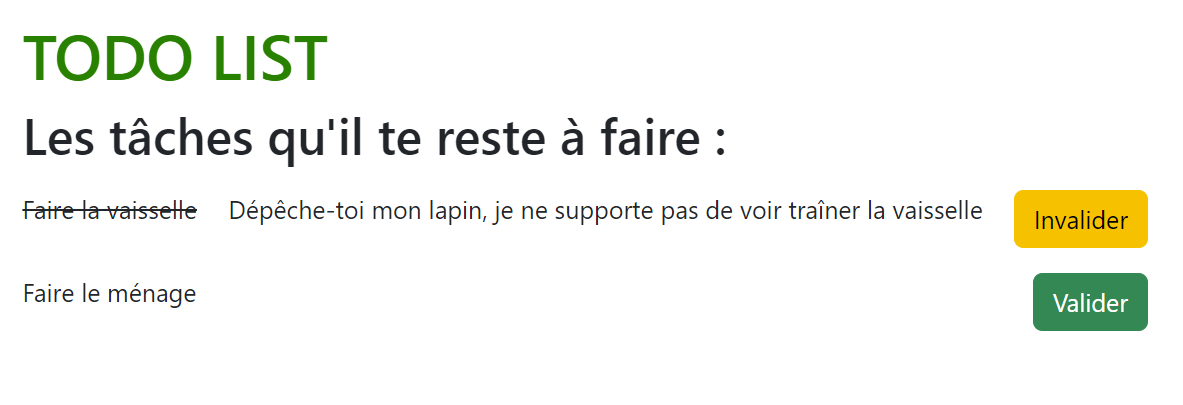 TODO LIST
Les tâches qu'il te reste à faire :
Faire la vaisselle Dépêche-toi mon lapin, je ne supporte pas de voir traîner la vaisselle Invalider
Faire le ménage Valider